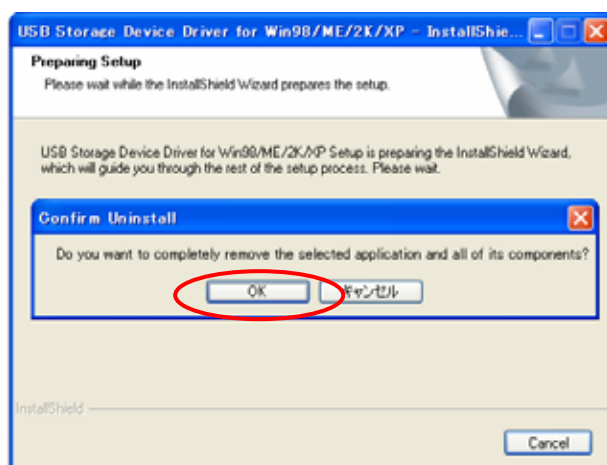 USB Storage Device Driver for Win98/ME/2K/XP - InstallShie...
Preparing Setup
Please wait while the InstallShield Wizard prepares the setup.
USB Storage Device Driver for Win98/ME/2K/XP Setup is preparing the InstallShield Wizard,
which will guide you through the rest of the setup process. Please wait.
Confirm Uninstall
Do you want to completely remove the selected application and all of its components?
OK
キャンセル
InstallShield
Cancel